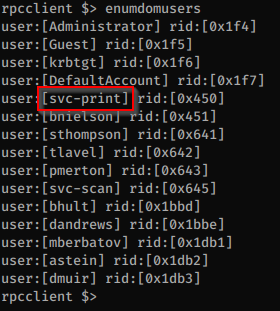 rpcclient $> enumdomusers
user:[Administrator] rid:[0x1f4]
user:[Guest] rid:[0x1f5]
user:[krbtgt] rid:[0x1f6]
user:[DefaultAccount] rid:[0x1f7]
user:[svc-print] rid:[0x450]
user:[bnielson] rid:[0x451]
user:[sthompson] rid:[0x641]
user:[tlavel] rid:[0x642]
user:[pmerton] rid:[0x643]
user:[svc-scan] rid:[0x645]
user:[bhult] rid:[0x1bbd]
user:[dandrews] rid:[0x1bbe]
user:[mberbatov] rid:[0x1db1]
user:[astein] rid:[0x1db2]
user:[dmuir] rid:[0x1db3]
rpcclient $>